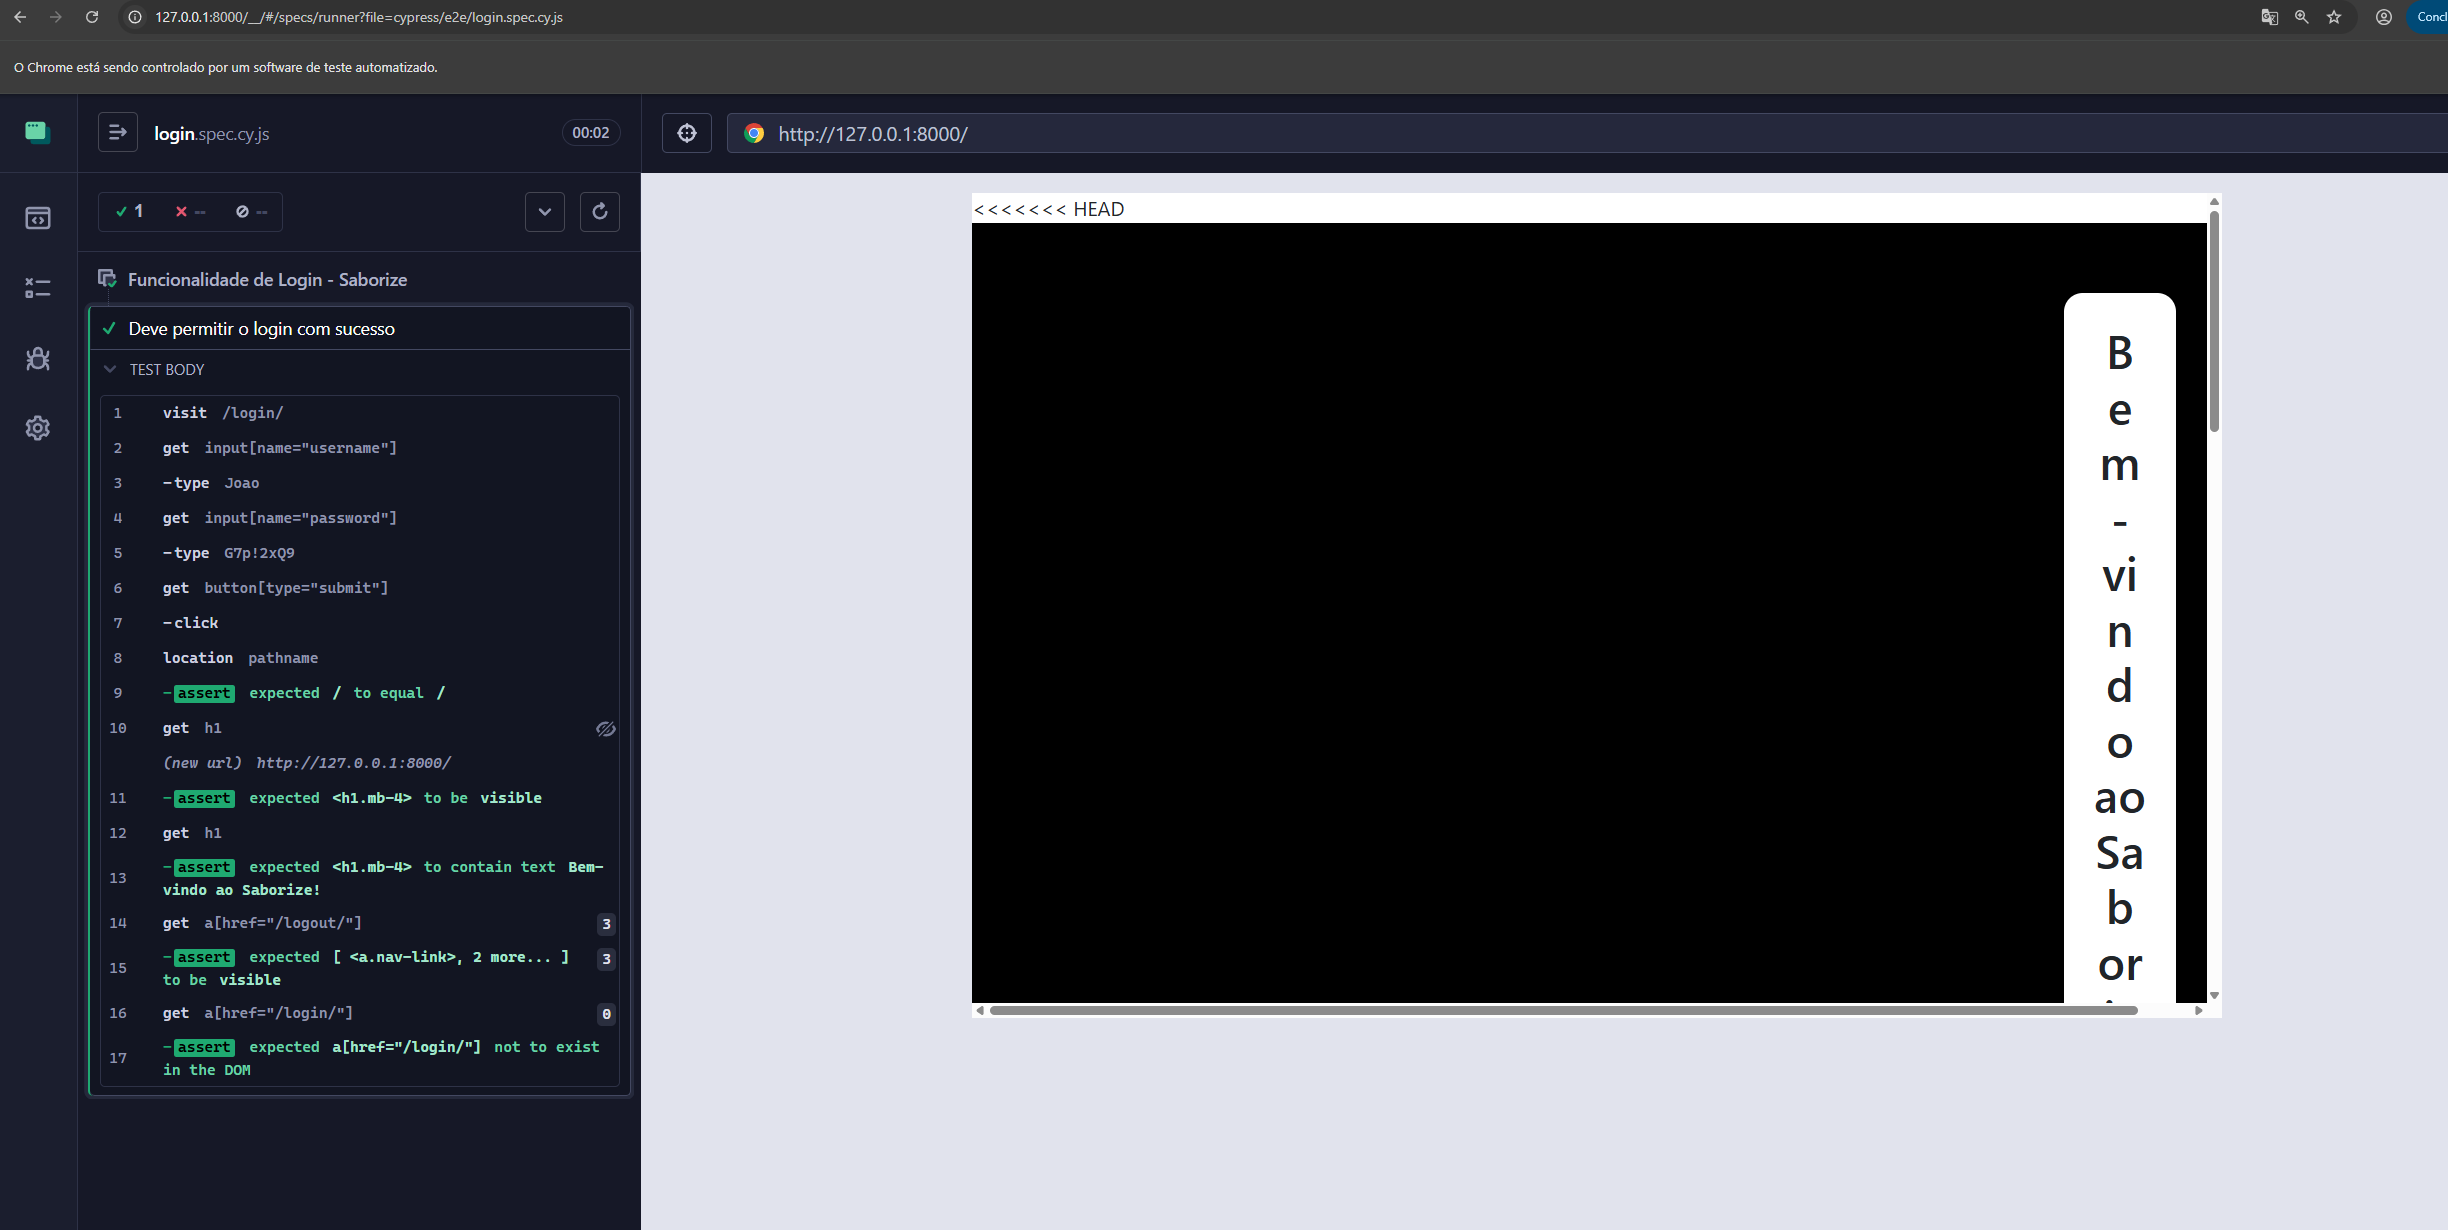 127.0.0.1:8000/__/#/specs/runner?file=cypress/e2e/login.spec.cy.js
Concl
O Chrome está sendo controlado por um software de teste automatizado.
login.spec.cy.js
00:02
http://127.0.0.1:8000/
1 -- --
Funcionalidade de Login - Saborize
Deve permitir o login com sucesso
TEST BODY
1 visit /login/
2 get input[name="username"]
3 -type Joao
4 get input[name="password"]
5 -type G7p!2xQ9
6 get button[type="submit"]
7 -click
8 location pathname
9 -assert expected / to equal /
10 get h1
(new url) http://127.0.0.1:8000/
11 -assert expected <h1.mb-4> to be visible
12 get h1
13 -assert expected <h1.mb-4> to contain text Bem-
vindo ao Saborize!
14 get a[href="/logout/"] 3
15 -assert expected [ <a.nav-link>, 2 more... ] 3
to be visible
16 get a[href="/login/"] 0
17 -assert expected a[href="/login/"] not to exist
in the DOM
<<<<<<< HEAD
B
e
m
-
vi
n
d
o
ao
Sa
b
or